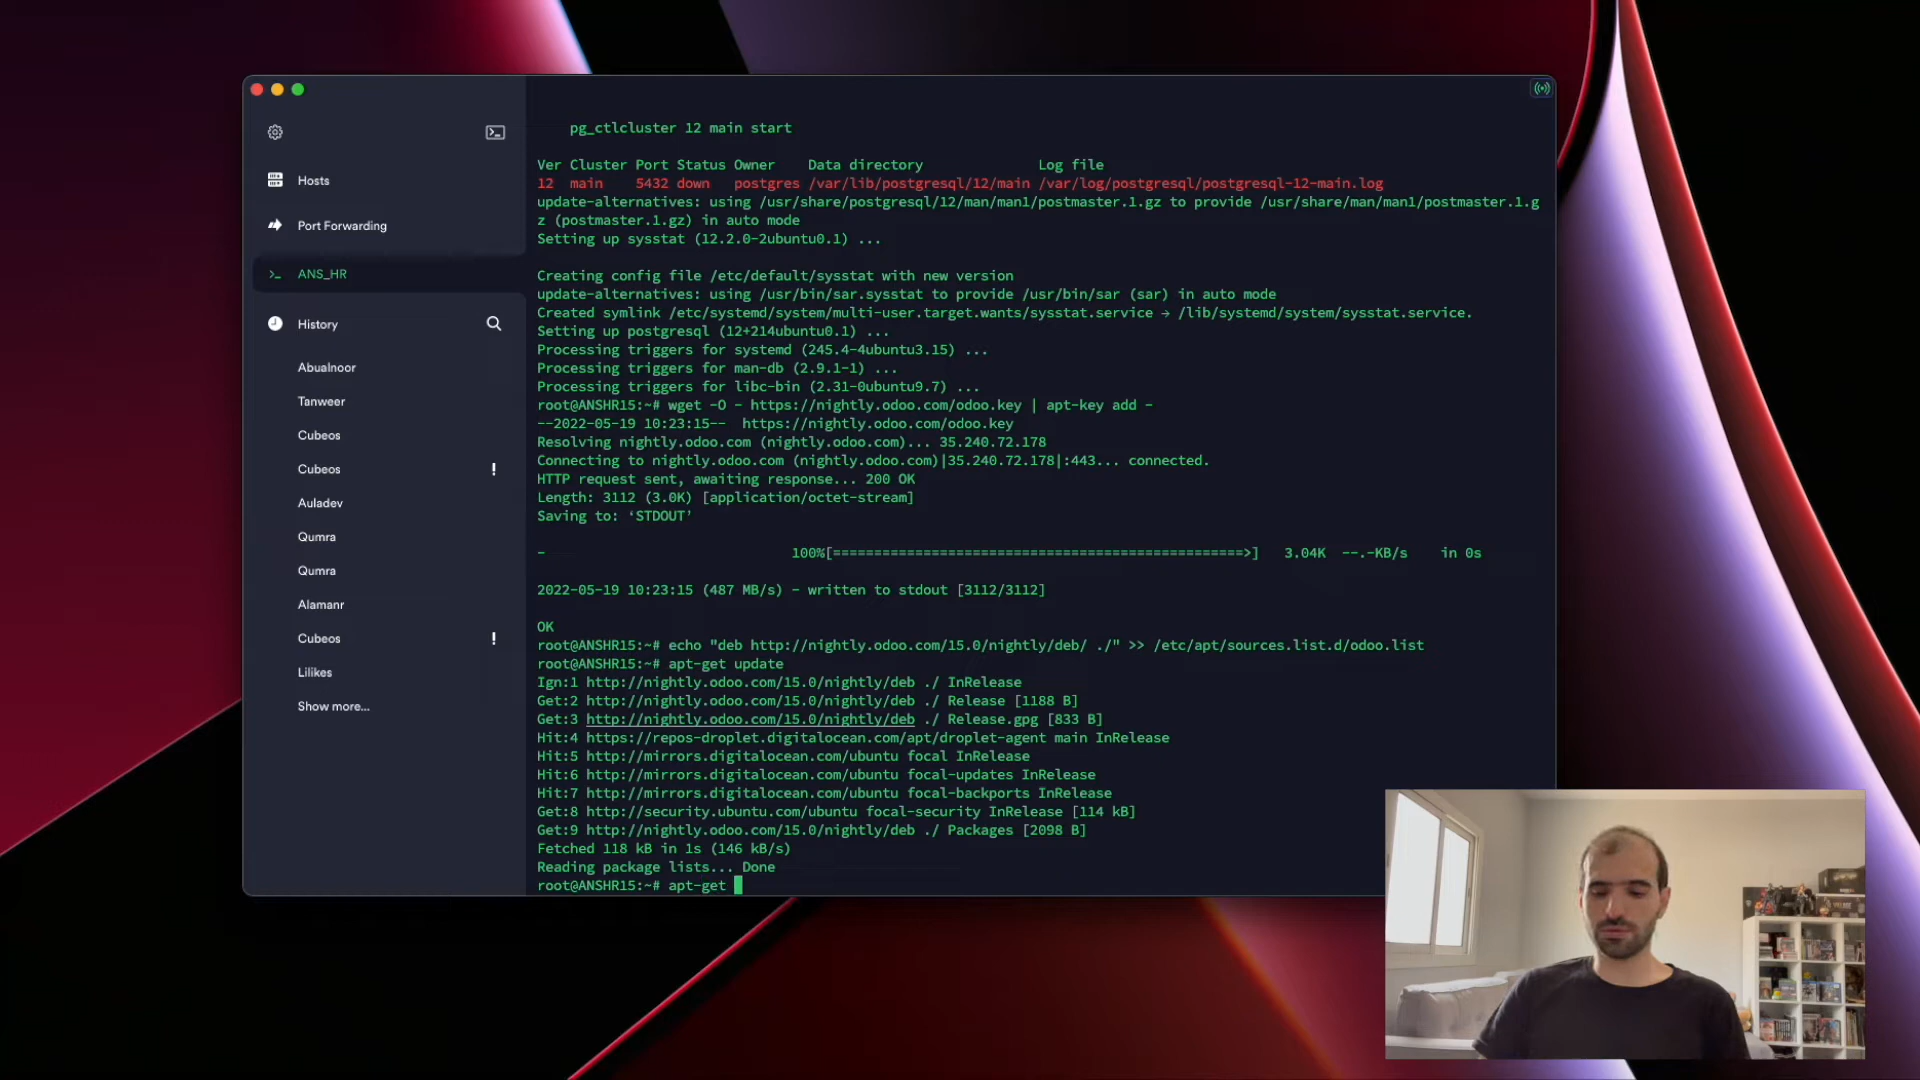 Hosts
Port Forwarding
>_ ANS_HR
History
Abualnoor
Tanweer
Cubeos
Cubeos !
Auladev
Qumra
Qumra
Alamanr
Cubeos !
Lilikes
Show more...
pg_ctlcluster 12 main start
Ver Cluster Port Status Owner    Data directory              Log file
12  main    5432 down   postgres /var/lib/postgresql/12/main /var/log/postgresql/postgresql-12-main.log
update-alternatives: using /usr/share/postgresql/12/man/man1/postmaster.1.gz to provide /usr/share/man/man1/postmaster.1.g
z (postmaster.1.gz) in auto mode
Setting up sysstat (12.2.0-2ubuntu0.1) ...
Creating config file /etc/default/sysstat with new version
update-alternatives: using /usr/bin/sar.sysstat to provide /usr/bin/sar (sar) in auto mode
Created symlink /etc/systemd/system/multi-user.target.wants/sysstat.service → /lib/systemd/system/sysstat.service.
Setting up postgresql (12+214ubuntu0.1) ...
Processing triggers for systemd (245.4-4ubuntu3.15) ...
Processing triggers for man-db (2.9.1-1) ...
Processing triggers for libc-bin (2.31-0ubuntu9.7) ...
root@ANSHR15:~# wget -O - https://nightly.odoo.com/odoo.key | apt-key add -
--2022-05-19 10:23:15--  https://nightly.odoo.com/odoo.key
Resolving nightly.odoo.com (nightly.odoo.com)... 35.240.72.178
Connecting to nightly.odoo.com (nightly.odoo.com)|35.240.72.178|:443... connected.
HTTP request sent, awaiting response... 200 OK
Length: 3112 (3.0K) [application/octet-stream]
Saving to: ‘STDOUT’
-                              100%[==================================================>]   3.04K  --.-KB/s    in 0s
2022-05-19 10:23:15 (487 MB/s) - written to stdout [3112/3112]
OK
root@ANSHR15:~# echo "deb http://nightly.odoo.com/15.0/nightly/deb/ ./" >> /etc/apt/sources.list.d/odoo.list
root@ANSHR15:~# apt-get update
Ign:1 http://nightly.odoo.com/15.0/nightly/deb ./ InRelease
Get:2 http://nightly.odoo.com/15.0/nightly/deb ./ Release [1188 B]
Get:3 http://nightly.odoo.com/15.0/nightly/deb ./ Release.gpg [833 B]
Hit:4 https://repos-droplet.digitalocean.com/apt/droplet-agent main InRelease
Hit:5 http://mirrors.digitalocean.com/ubuntu focal InRelease
Hit:6 http://mirrors.digitalocean.com/ubuntu focal-updates InRelease
Hit:7 http://mirrors.digitalocean.com/ubuntu focal-backports InRelease
Get:8 http://security.ubuntu.com/ubuntu focal-security InRelease [114 kB]
Get:9 http://nightly.odoo.com/15.0/nightly/deb ./ Packages [2098 B]
Fetched 118 kB in 1s (146 kB/s)
Reading package lists... Done
root@ANSHR15:~# apt-get